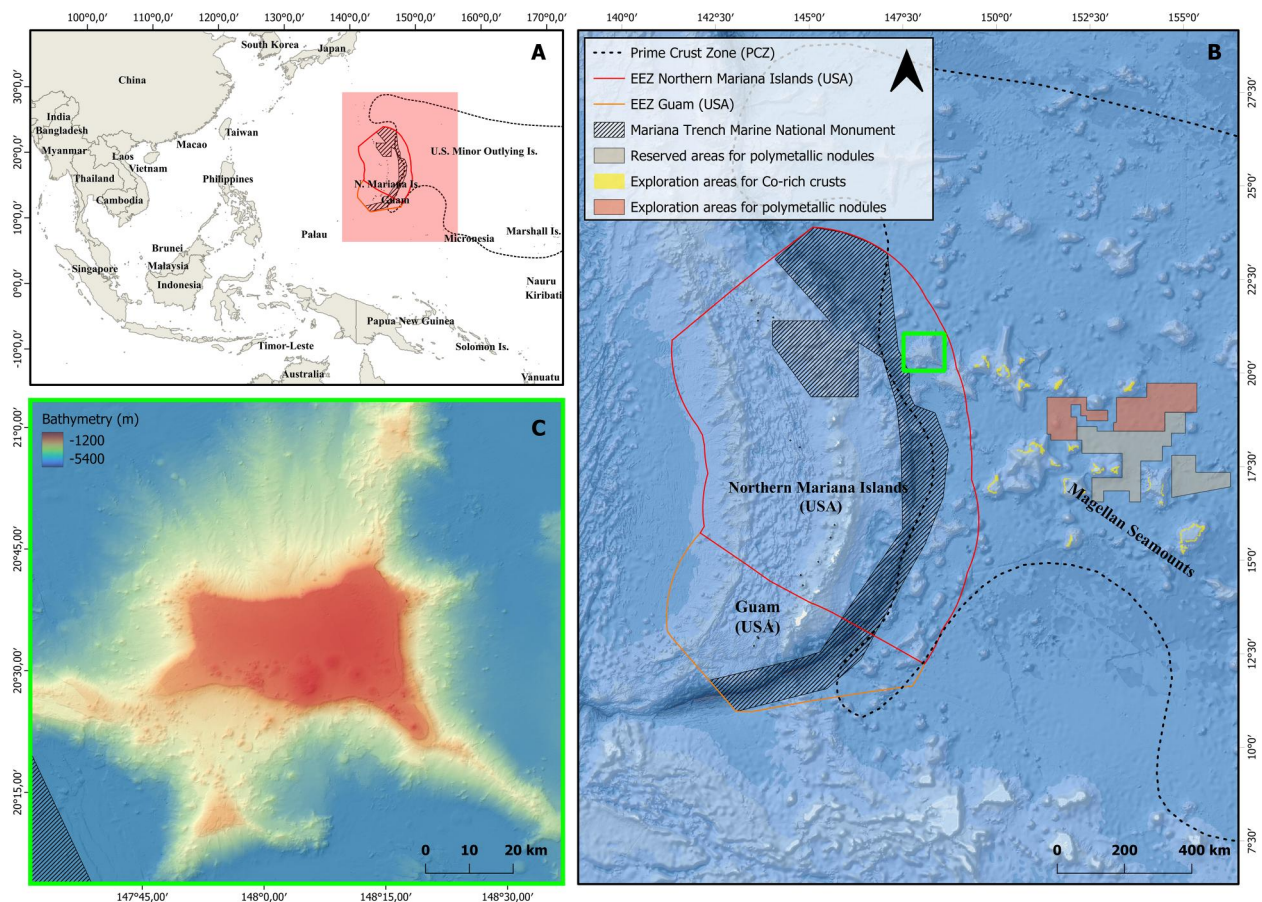 100°0,0'
110°0,0'
120°0,0'
130°0,0'
140°0,0'
150°0,0'
160°0,0'
170°0,0'
30°0,0'
20°0,0'
10°0,0'
0°0,0'
-10°0,0'
A
South Korea
Japan
China
India
Bangladesh
Myanmar
Macao
Taiwan
Laos
Vietnam
Thailand
Cambodia
Philippines
U.S. Minor Outlying Is.
N. Mariana Is.
Guam
Palau
Micronesia
Marshall Is.
Brunei
Malaysia
Singapore
Indonesia
Nauru
Kiribati
Papua New Guinea
Timor-Leste
Solomon Is.
Australia
Vanuatu
140°0'
142°30'
145°0'
147°30'
150°0'
152°30'
155°0'
B
Prime Crust Zone (PCZ)
EEZ Northern Mariana Islands (USA)
EEZ Guam (USA)
Mariana Trench Marine National Monument
Reserved areas for polymetallic nodules
Exploration areas for Co-rich crusts
Exploration areas for polymetallic nodules
27°30'
25°0'
22°30'
20°0'
17°30'
15°0'
12°30'
10°0'
7°30'
Northern Mariana Islands
(USA)
Guam
(USA)
Magellan Seamounts
0 200 400 km
C
Bathymetry (m)
-1200
-5400
21°0,00'
20°45,00'
20°30,00'
20°15,00'
0 10 20 km
147°45,00'
148°0,00'
148°15,00'
148°30,00'